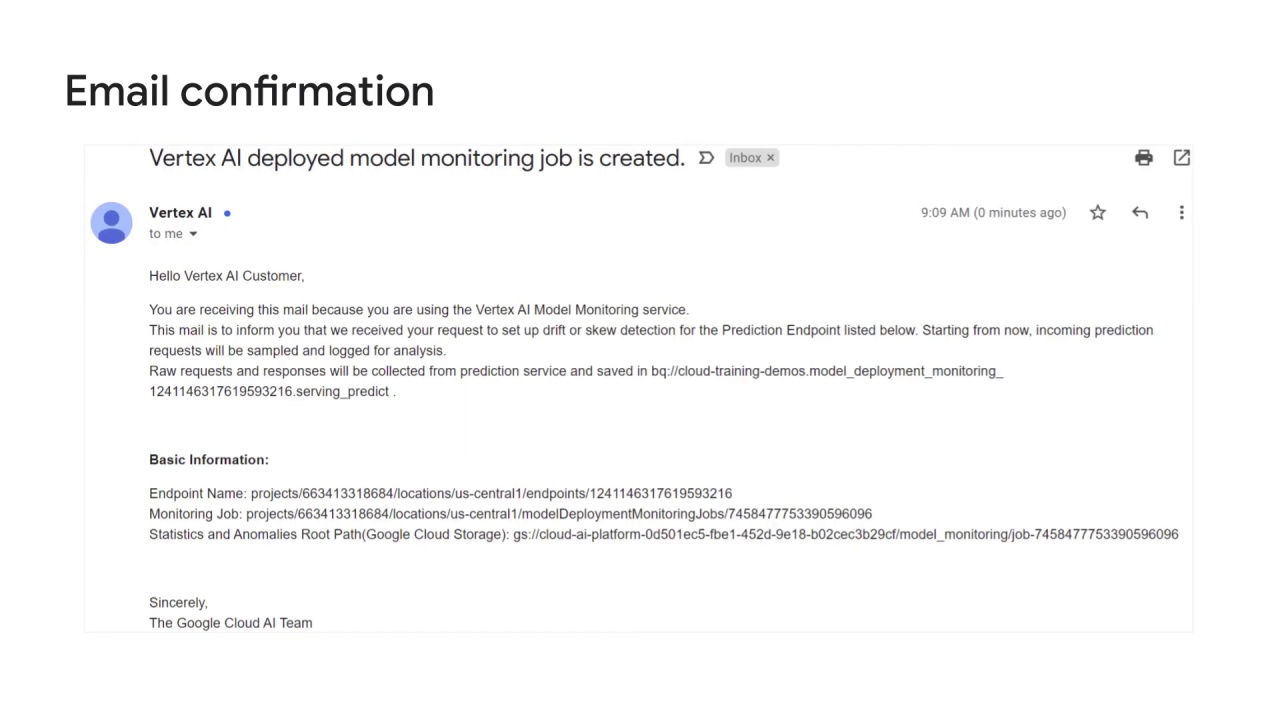 Email confirmation
Vertex AI deployed model monitoring job is created. Inbox ×
Vertex AI
9:09 AM (0 minutes ago)
to me
Hello Vertex AI Customer,
You are receiving this mail because you are using the Vertex AI Model Monitoring service.
This mail is to inform you that we received your request to set up drift or skew detection for the Prediction Endpoint listed below. Starting from now, incoming prediction
requests will be sampled and logged for analysis.
Raw requests and responses will be collected from prediction service and saved in bq://cloud-training-demos.model_deployment_monitoring_
1241146317619593216.serving_predict .
Basic Information:
Endpoint Name: projects/663413318684/locations/us-central1/endpoints/1241146317619593216
Monitoring Job: projects/663413318684/locations/us-central1/modelDeploymentMonitoringJobs/7458477753390596096
Statistics and Anomalies Root Path(Google Cloud Storage): gs://cloud-ai-platform-0d501ec5-fbe1-452d-9e18-b02cec3b29cf/model_monitoring/job-7458477753390596096
Sincerely,
The Google Cloud AI Team